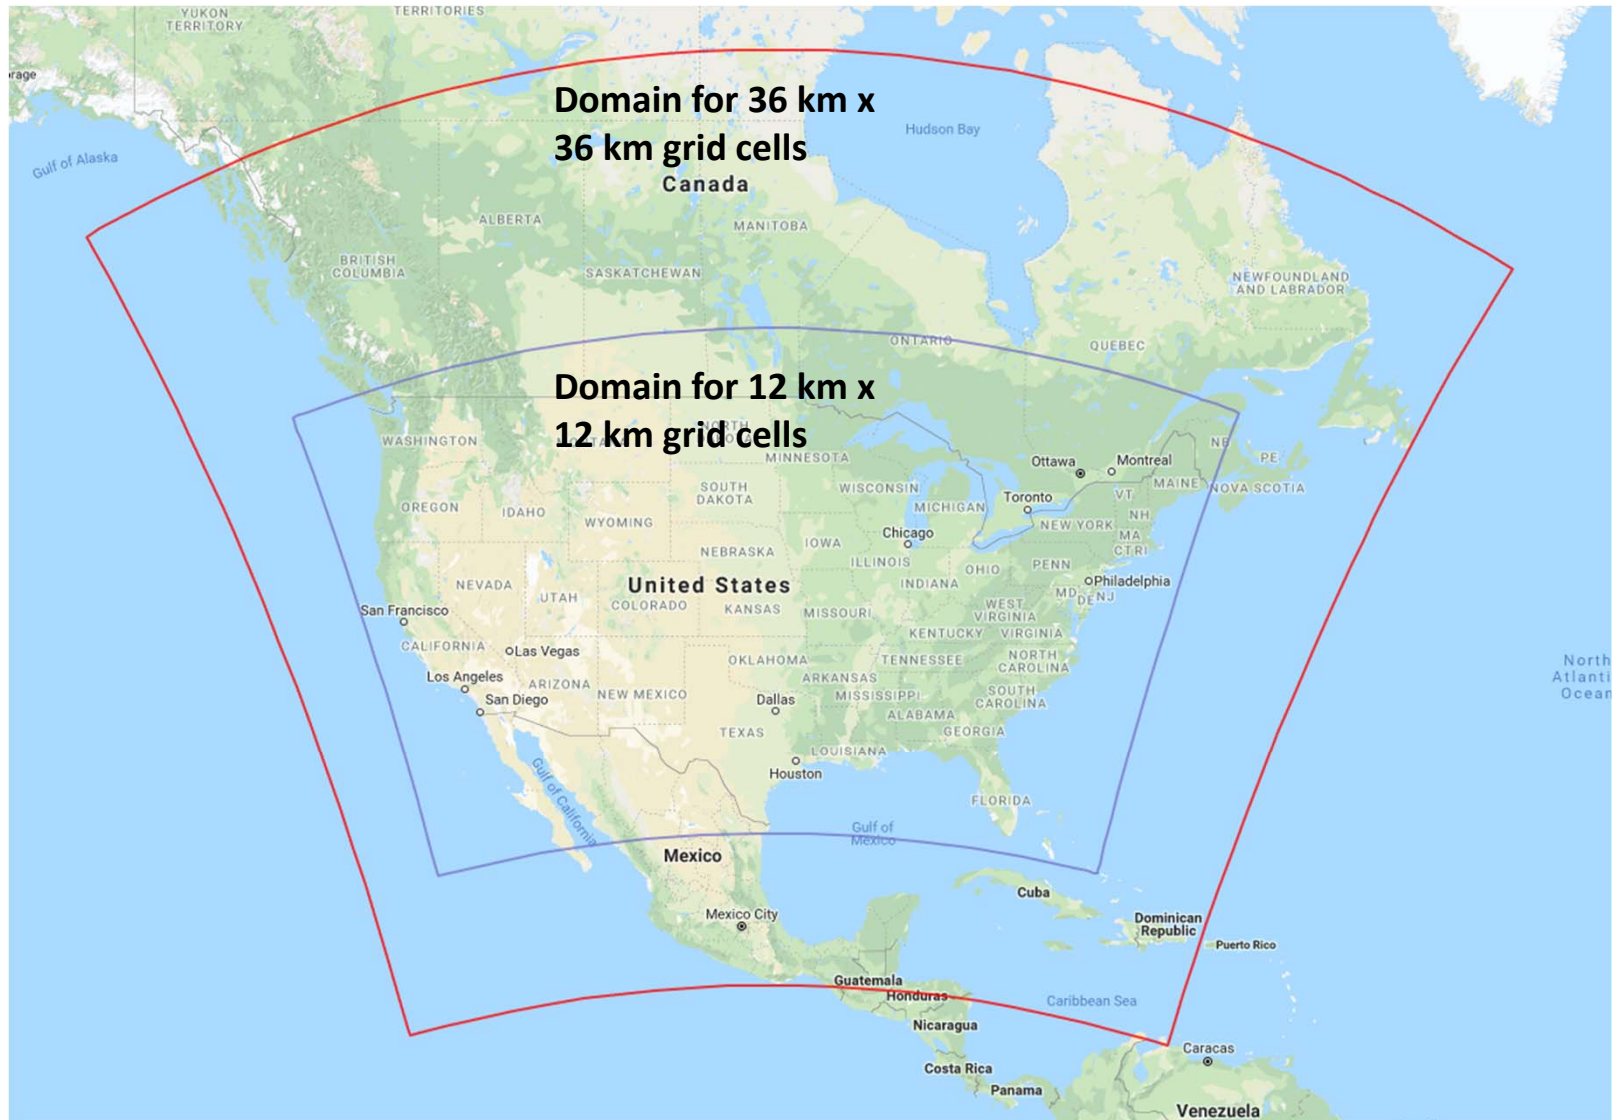 YUKON
TERRITORY
TERRITORIES
orage
Domain for 36 km x
36 km grid cells
Hudson Bay
Gulf of Alaska
Canada
ALBERTA
MANITOBA
BRITISH
COLUMBIA
SASKATCHEWAN
NEWFOUNDLAND
AND LABRADOR
ONTARIO
QUEBEC
Domain for 12 km x
12 km grid cells
WASHINGTON
NORTH
MINNESOTA
NB
PE
Ottawa
Montreal
MAINE
NOVA SCOTIA
SOUTH
DAKOTA
WISCONSIN
VT
OREGON
IDAHO
WYOMING
MICHIGAN
Toronto
NEW YORK
NH
MA
CT RI
Chicago
NEBRASKA
IOWA
ILLINOIS
INDIANA
OHIO
PENN
Philadelphia
NEVADA
UTAH
United States
COLORADO
KANSAS
MISSOURI
WEST
VIRGINIA
MD
DE
NJ
San Francisco
KENTUCKY
VIRGINIA
CALIFORNIA
Las Vegas
OKLAHOMA
TENNESSEE
NORTH
CAROLINA
Los Angeles
ARIZONA
NEW MEXICO
ARKANSAS
MISSISSIPPI
SOUTH
CAROLINA
San Diego
Dallas
ALABAMA
TEXAS
GEORGIA
LOUISIANA
Houston
Gulf of California
FLORIDA
Gulf of
Mexico
Mexico
Cuba
Mexico City
Dominican
Republic
Puerto Rico
Guatemala
Honduras
Caribbean Sea
Nicaragua
Caracas
Costa Rica
Panama
Venezuela
North
Atlanti
Ocean